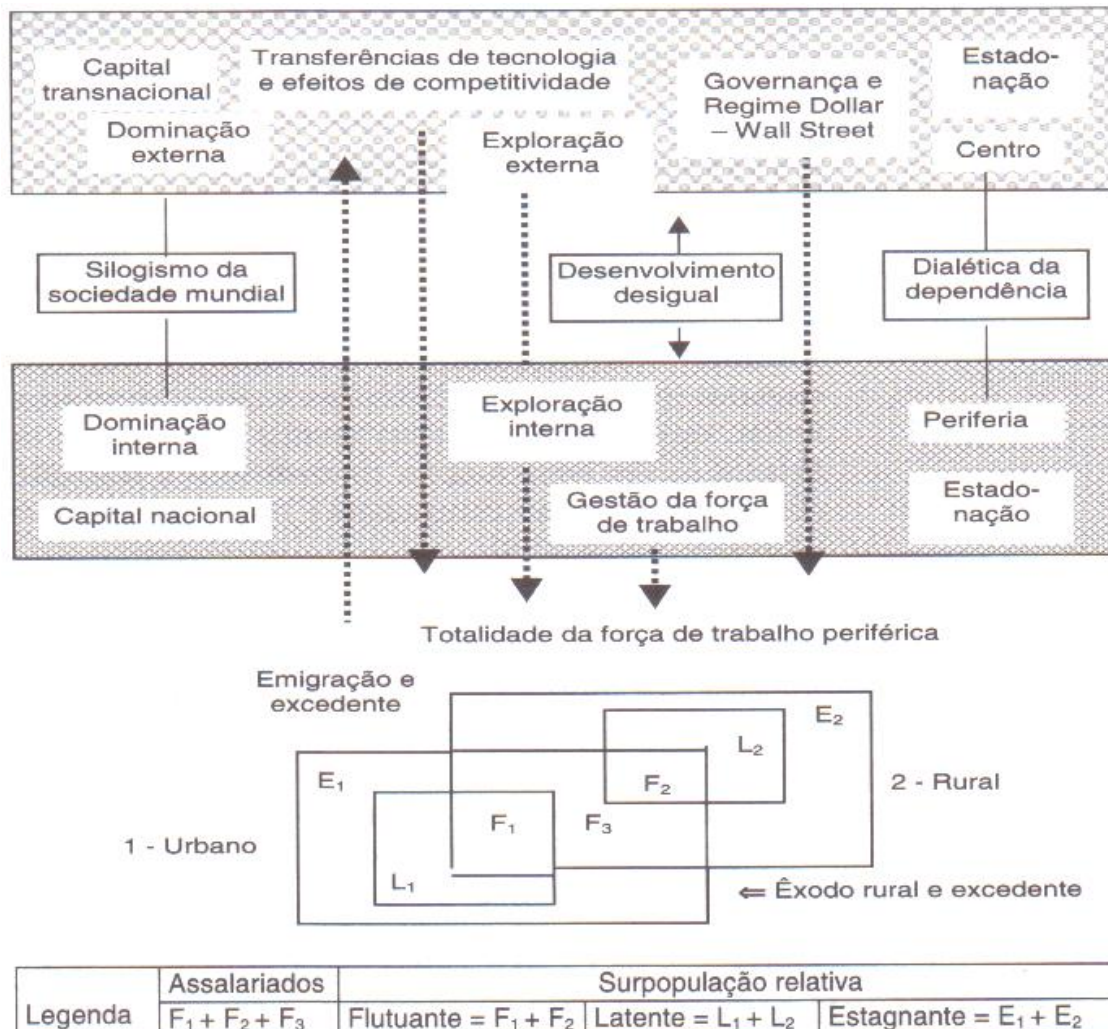 Capital
transnacional
Dominação
externa
Transferências de tecnologia
e efeitos de competitividade
Exploração
externa
Governança e
Regime Dollar
– Wall Street
Estado-
nação
Centro
Silogismo da
sociedade mundial
Desenvolvimento
desigual
Dialética da
dependência
Dominação
interna
Capital nacional
Exploração
interna
Gestão da força
de trabalho
Periferia
Estado-
nação
Totalidade da força de trabalho periférica
Emigração e
excedente
E₂
L₂
E₁
F₂
2 - Rural
F₁
F₃
1 - Urbano
L₁
⇐ Êxodo rural e excedente
Legenda
Assalariados
F₁ + F₂ + F₃
Surpopulação relativa
Flutuante = F₁ + F₂
Latente = L₁ + L₂
Estagnante = E₁ + E₂